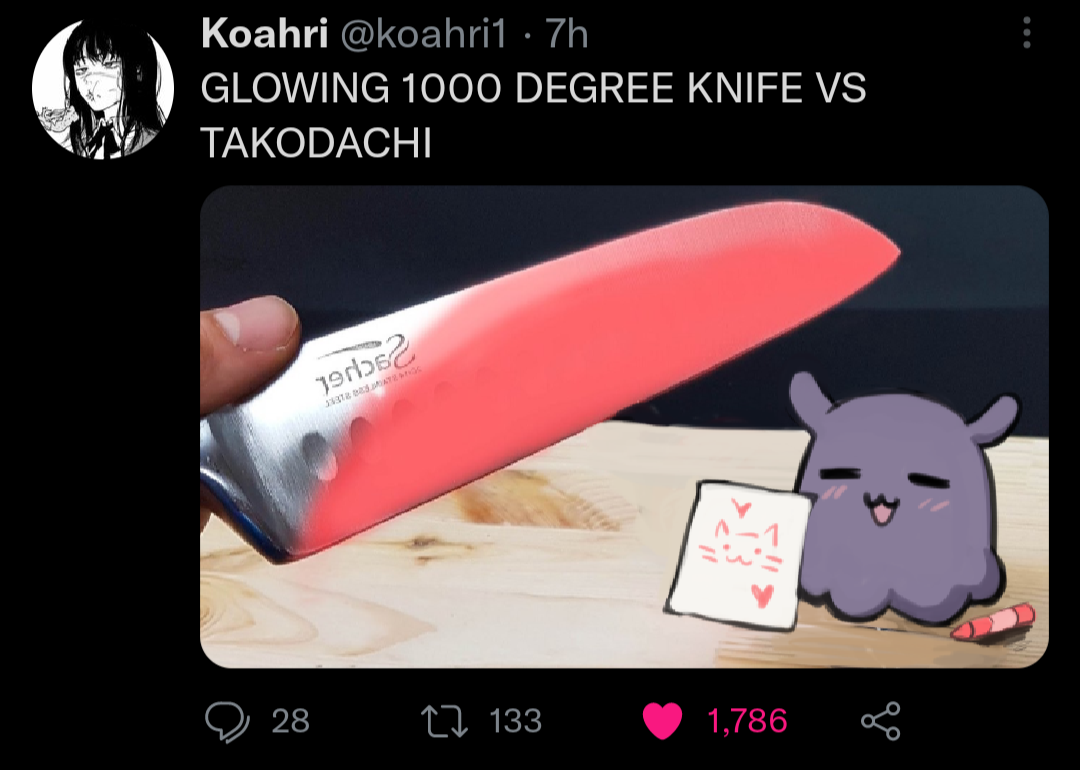 Koahri @koahri1 · 7h
GLOWING 1000 DEGREE KNIFE VS
TAKODACHI
Sacher
28 133 1,786